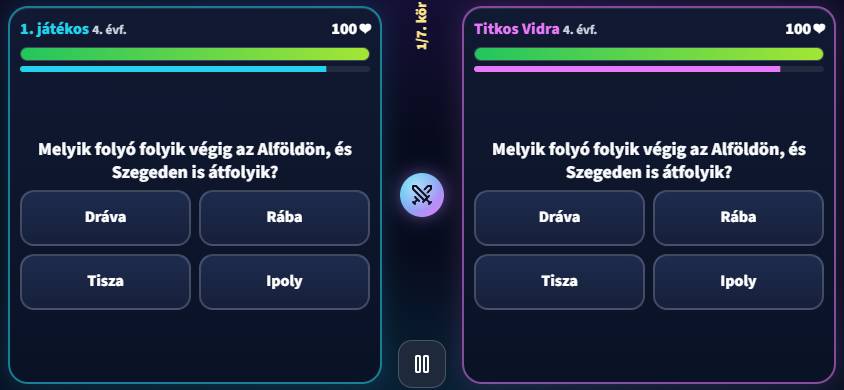 1. játékos 4. évf.
100
Melyik folyó folyik végig az Alföldön, és
Szegeden is átfolyik?
Dráva
Rába
Tisza
Ipoly
1/7. kör
Titkos Vidra 4. évf.
100
Melyik folyó folyik végig az Alföldön, és
Szegeden is átfolyik?
Dráva
Rába
Tisza
Ipoly